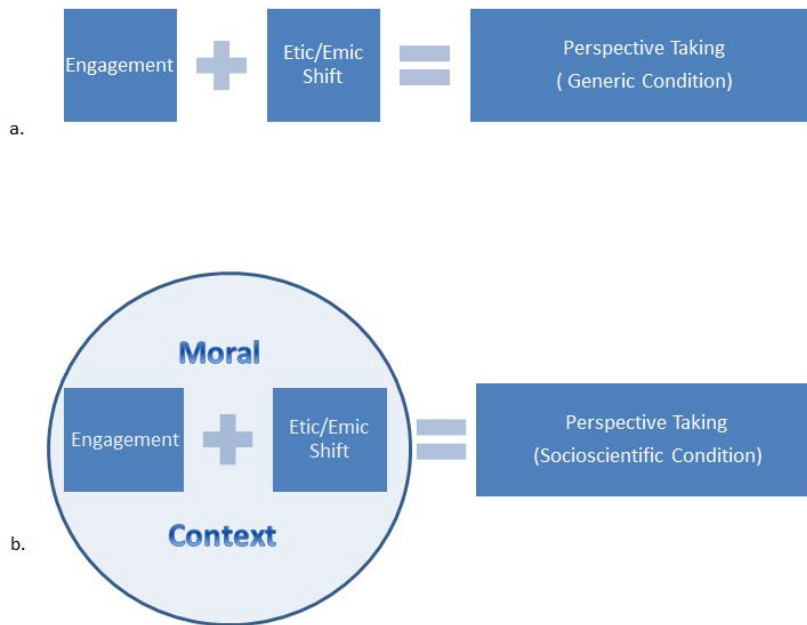 Engagement
Etic/Emic
Shift
Perspective Taking
( Generic Condition)
a.
Moral
Engagement
Etic/Emic
Shift
Perspective Taking
(Socioscientific Condition)
Context
b.